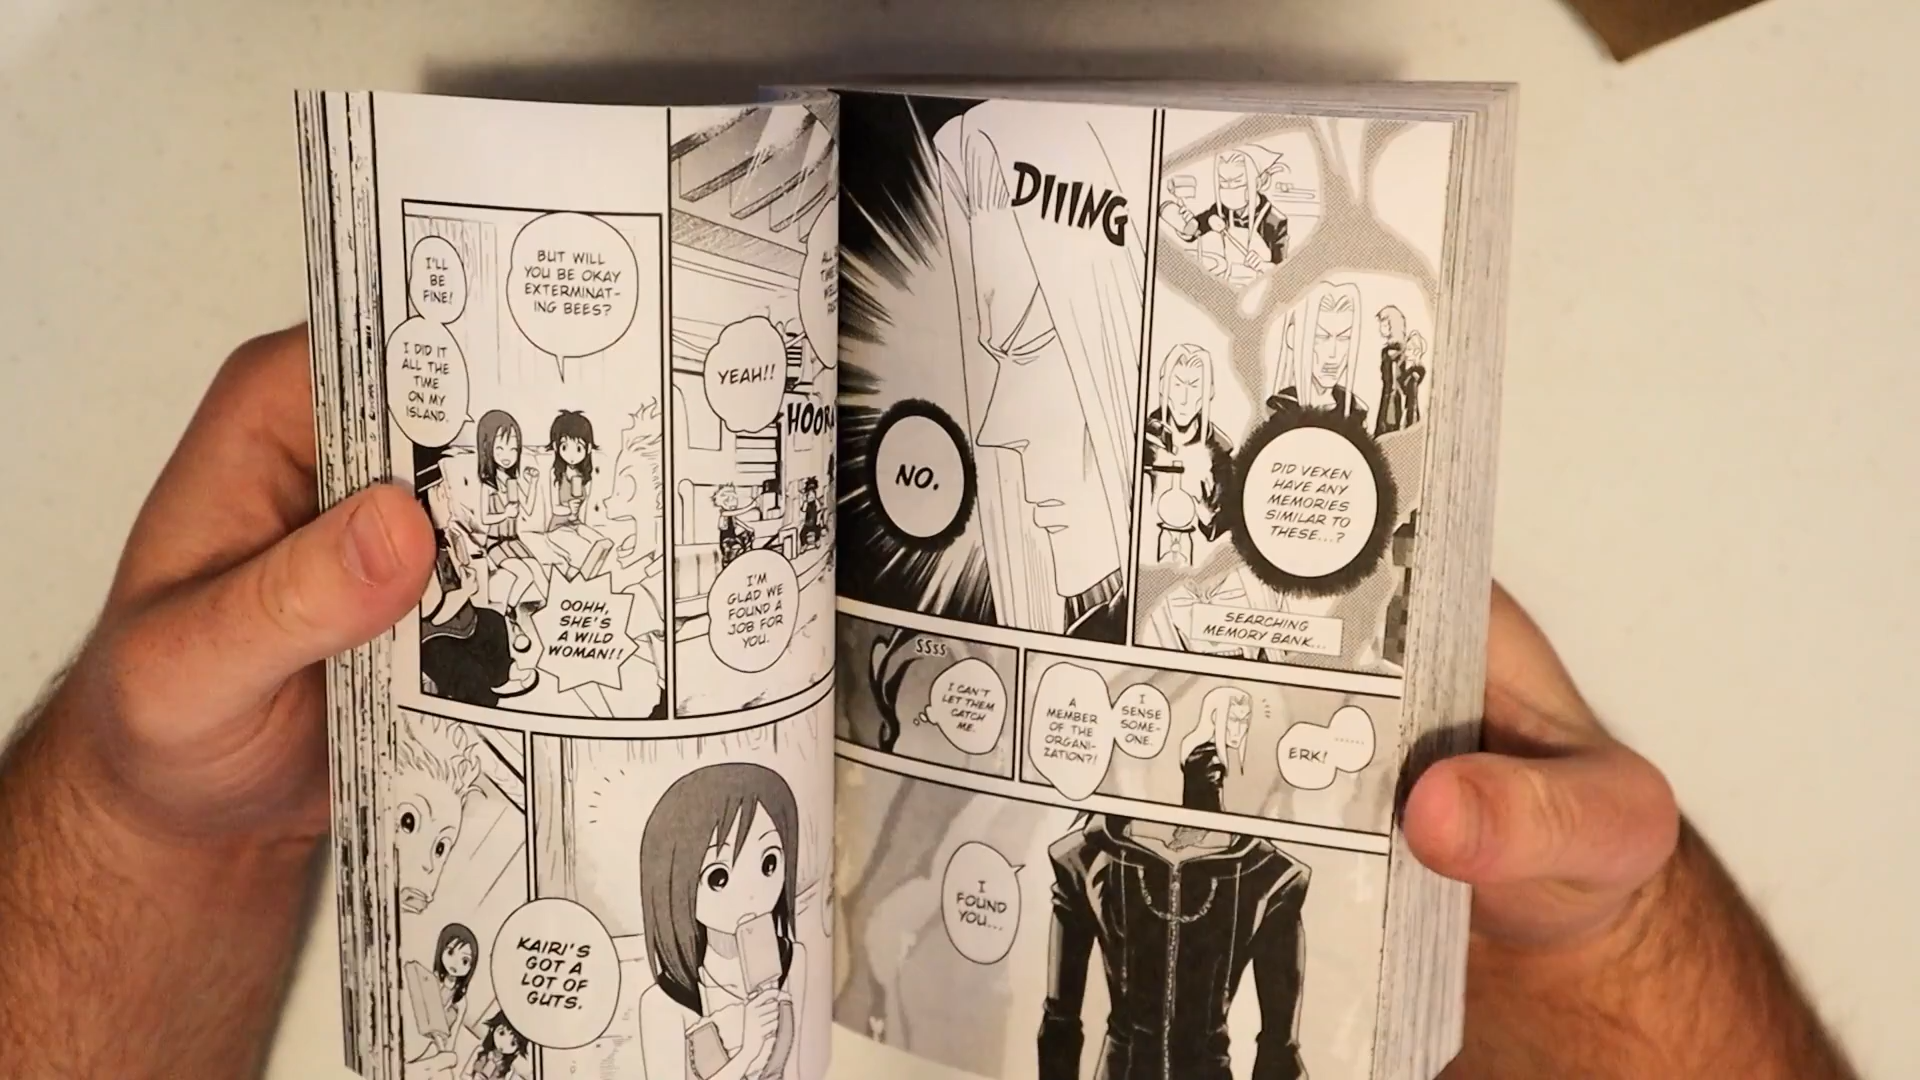 DID VEXEN
HAVE ANY
MEMORIES
SIMILAR TO
THESE...?
SEARCHING
MEMORY BANK...
DIIING
NO.
......
ERK!
I
SENSE
SOME-
ONE.
A
MEMBER
OF THE
ORGANI-
ZATION?!
SSSS
I CAN'T
LET THEM
CATCH
ME.
I
FOUND
YOU...
YEAH!!
I'M
GLAD WE
FOUND A
JOB FOR
YOU.
BUT WILL
YOU BE OKAY
EXTERMINAT-
ING BEES?
I'LL
BE
FINE!
I DID IT
ALL THE
TIME
ON MY
ISLAND.
OOHH,
SHE'S
A WILD
WOMAN!!
KAIRI'S
GOT A
LOT OF
GUTS.